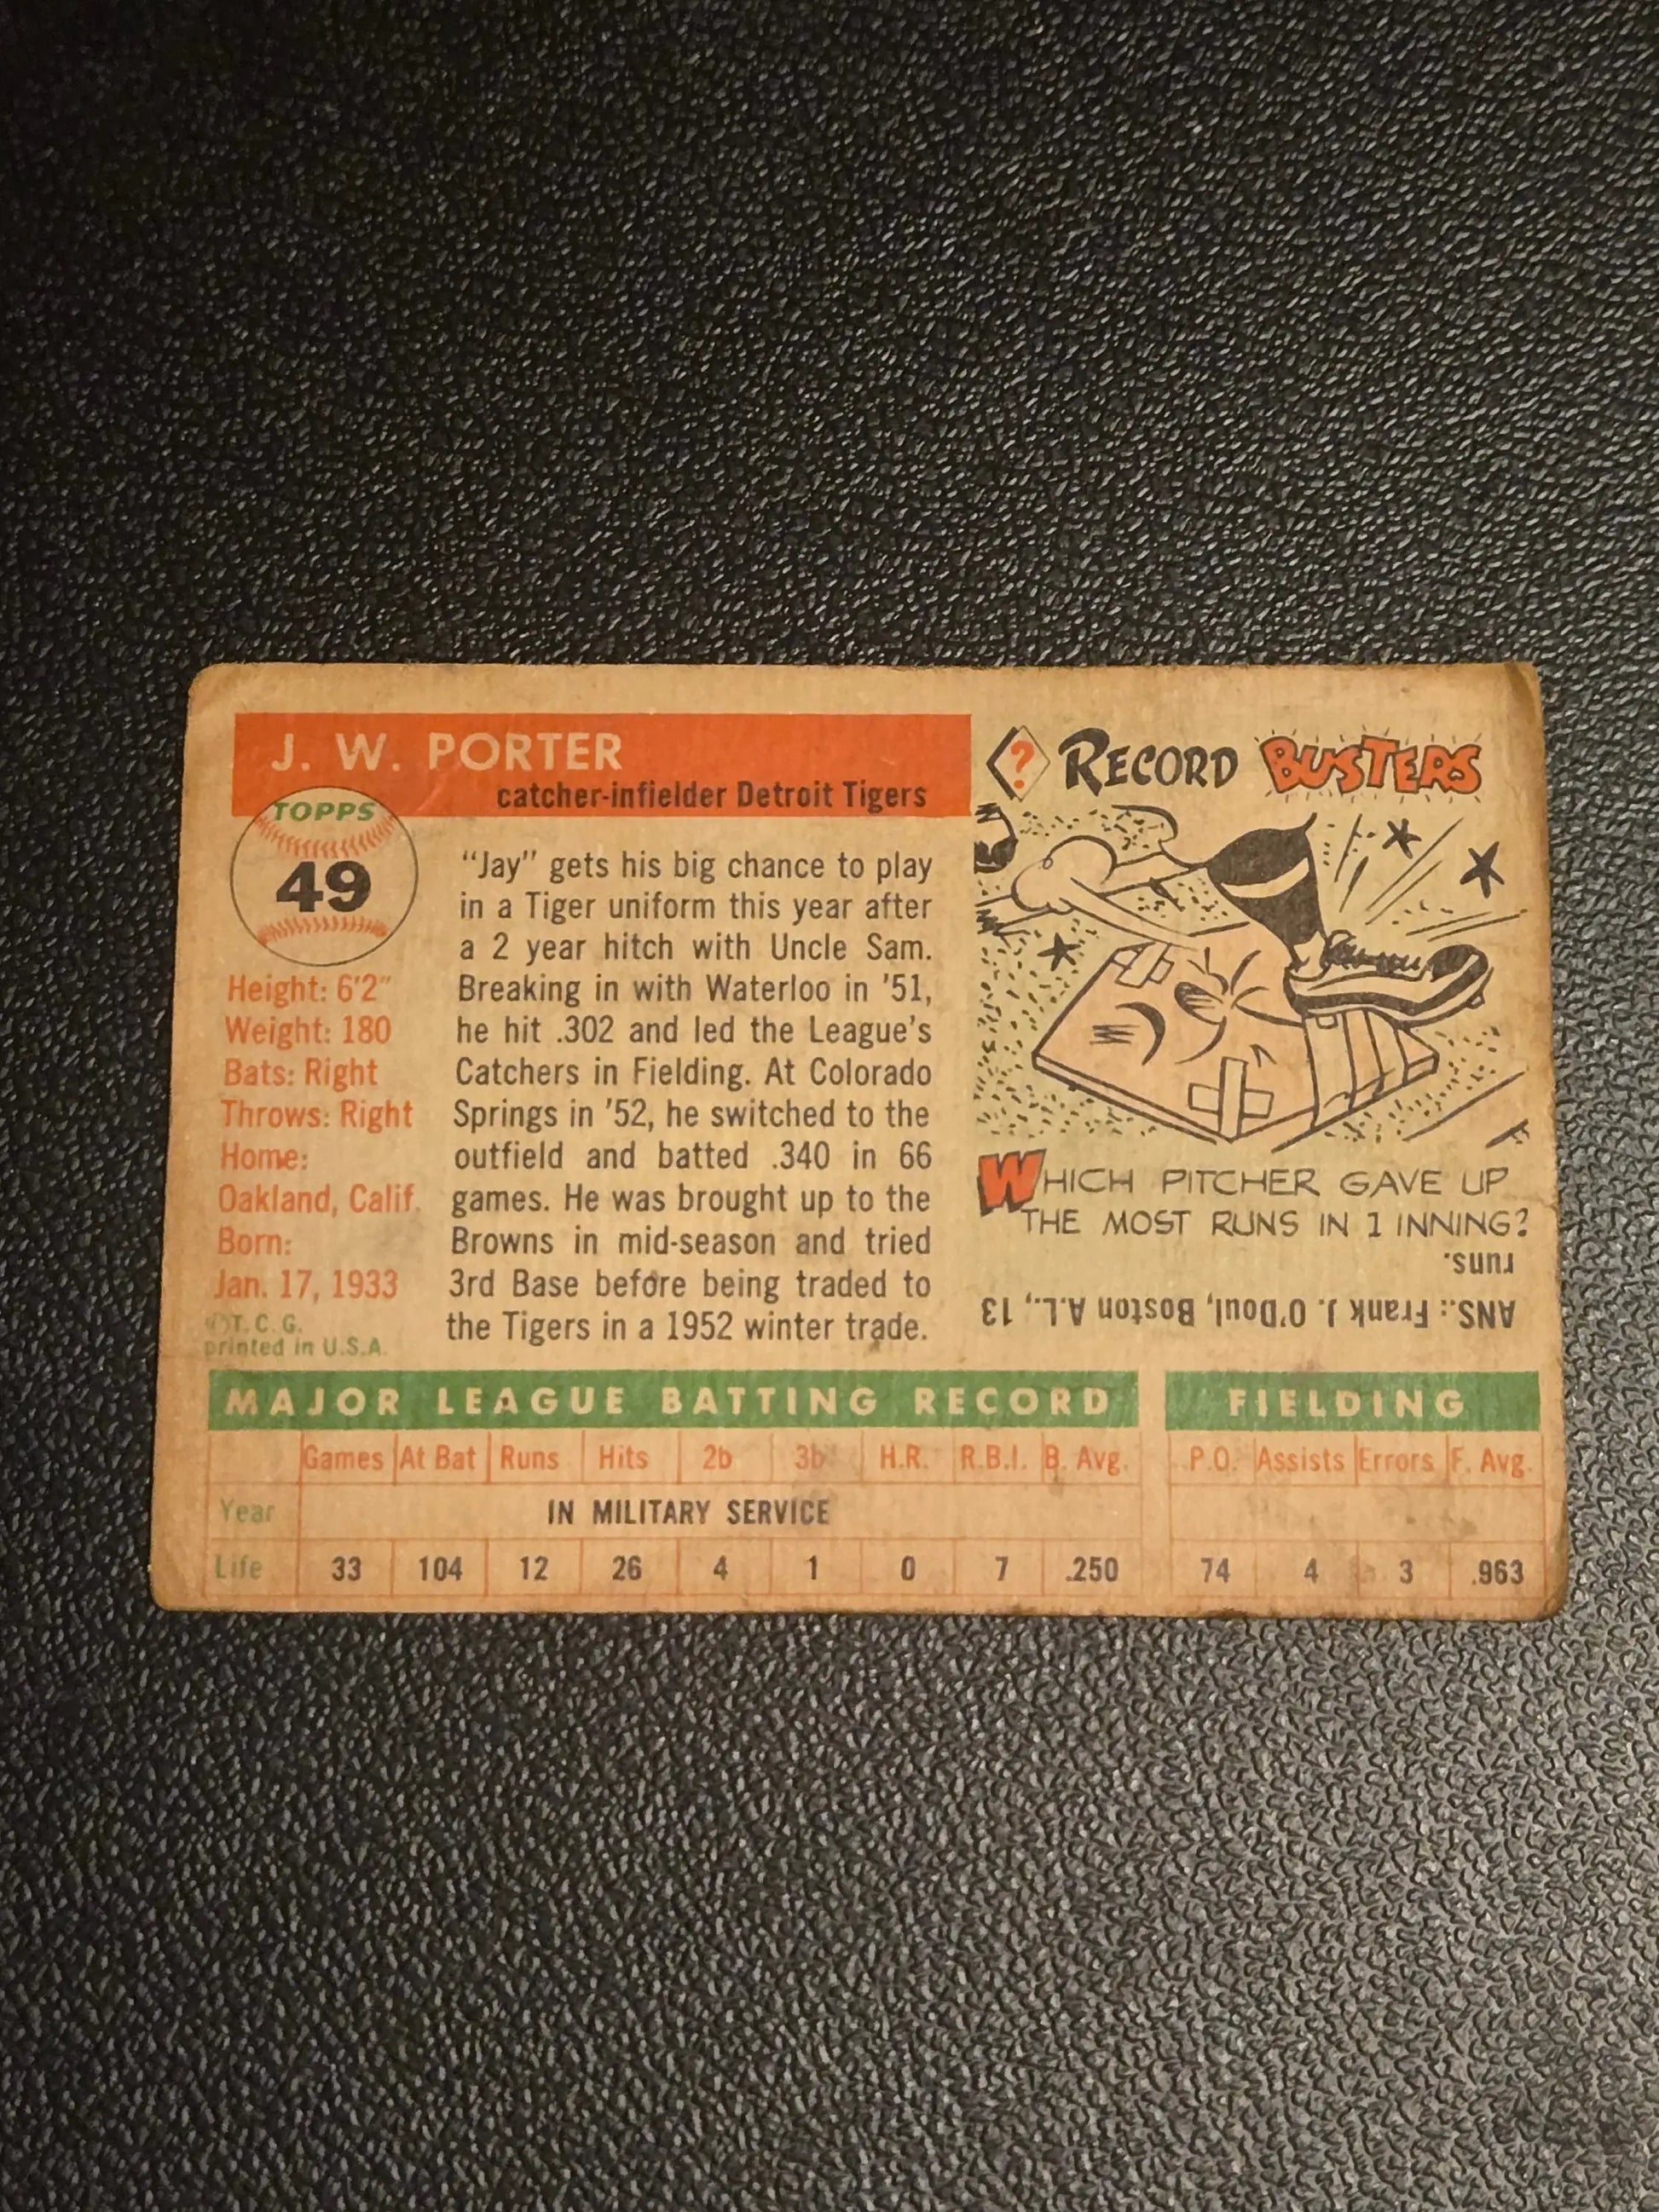 J. W. PORTER
catcher-infielder Detroit Tigers
TOPPS
49
Height: 6'2"
Weight: 180
Bats: Right
Throws: Right
Home:
Oakland, Calif.
Born:
Jan. 17, 1933
©T. C. G.
printed in U.S.A.
"Jay" gets his big chance to play
in a Tiger uniform this year after
a 2 year hitch with Uncle Sam.
Breaking in with Waterloo in '51,
he hit .302 and led the League's
Catchers in Fielding. At Colorado
Springs in '52, he switched to the
outfield and batted .340 in 66
games. He was brought up to the
Browns in mid-season and tried
3rd Base before being traded to
the Tigers in a 1952 winter trade.
? RECORD BUSTERS
WHICH PITCHER GAVE UP
THE MOST RUNS IN 1 INNING?
ANS.: Frank J. O'Doul, Boston A.L., 13
runs.
MAJOR LEAGUE BATTING RECORD FIELDING
Games At Bat Runs Hits 2b 3b H.R. R.B.I. B. Avg. P.O. Assists Errors F. Avg.
Year IN MILITARY SERVICE
Life 33 104 12 26 4 1 0 7 .250 74 4 3 .963